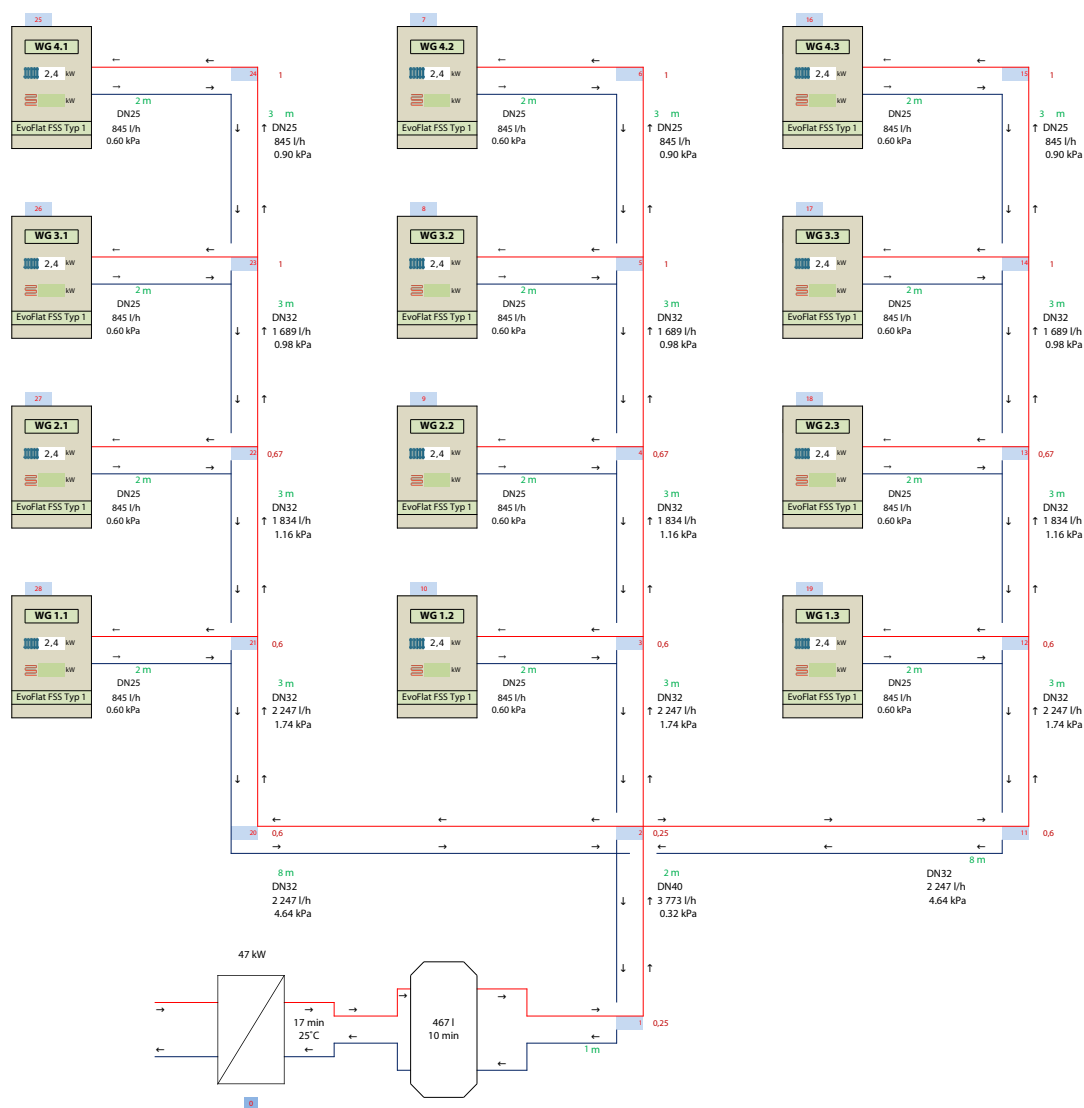 25
7
16
WG 4.1
WG 4.2
WG 4.3
2,4 kW
2,4 kW
2,4 kW
24
1
6
1
15
1
kW
kW
kW
2 m
2 m
2 m
EvoFlat FSS Typ 1
EvoFlat FSS Typ 1
EvoFlat FSS Typ 1
DN25
845 l/h
0.60 kPa
3 m
DN25
845 l/h
0.90 kPa
DN25
845 l/h
0.60 kPa
3 m
DN25
845 l/h
0.90 kPa
DN25
845 l/h
0.60 kPa
3 m
DN25
845 l/h
0.90 kPa
26
8
17
WG 3.1
WG 3.2
WG 3.3
2,4 kW
2,4 kW
2,4 kW
23
1
5
1
14
1
kW
kW
kW
2 m
2 m
2 m
EvoFlat FSS Typ 1
EvoFlat FSS Typ 1
EvoFlat FSS Typ 1
DN25
845 l/h
0.60 kPa
3 m
DN32
1 689 l/h
0.98 kPa
DN25
845 l/h
0.60 kPa
3 m
DN32
1 689 l/h
0.98 kPa
DN25
845 l/h
0.60 kPa
3 m
DN32
1 689 l/h
0.98 kPa
27
9
18
WG 2.1
WG 2.2
WG 2.3
2,4 kW
2,4 kW
2,4 kW
22
0,67
4
0,67
13
0,67
kW
kW
kW
2 m
2 m
2 m
EvoFlat FSS Typ 1
EvoFlat FSS Typ 1
EvoFlat FSS Typ 1
DN25
845 l/h
0.60 kPa
3 m
DN32
1 834 l/h
1.16 kPa
DN25
845 l/h
0.60 kPa
3 m
DN32
1 834 l/h
1.16 kPa
DN25
845 l/h
0.60 kPa
3 m
DN32
1 834 l/h
1.16 kPa
28
10
19
WG 1.1
WG 1.2
WG 1.3
2,4 kW
2,4 kW
2,4 kW
21
0,6
3
0,6
12
0,6
kW
kW
kW
2 m
2 m
2 m
EvoFlat FSS Typ 1
EvoFlat FSS Typ 1
EvoFlat FSS Typ 1
DN25
845 l/h
0.60 kPa
3 m
DN32
2 247 l/h
1.74 kPa
DN25
845 l/h
0.60 kPa
3 m
DN32
2 247 l/h
1.74 kPa
DN25
845 l/h
0.60 kPa
3 m
DN32
2 247 l/h
1.74 kPa
20
0,6
2
0,25
11
0,6
8 m
DN32
2 247 l/h
4.64 kPa
2 m
DN40
3 773 l/h
0.32 kPa
8 m
DN32
2 247 l/h
4.64 kPa
47 kW
17 min
25°C
467 l
10 min
1
0,25
1 m
0